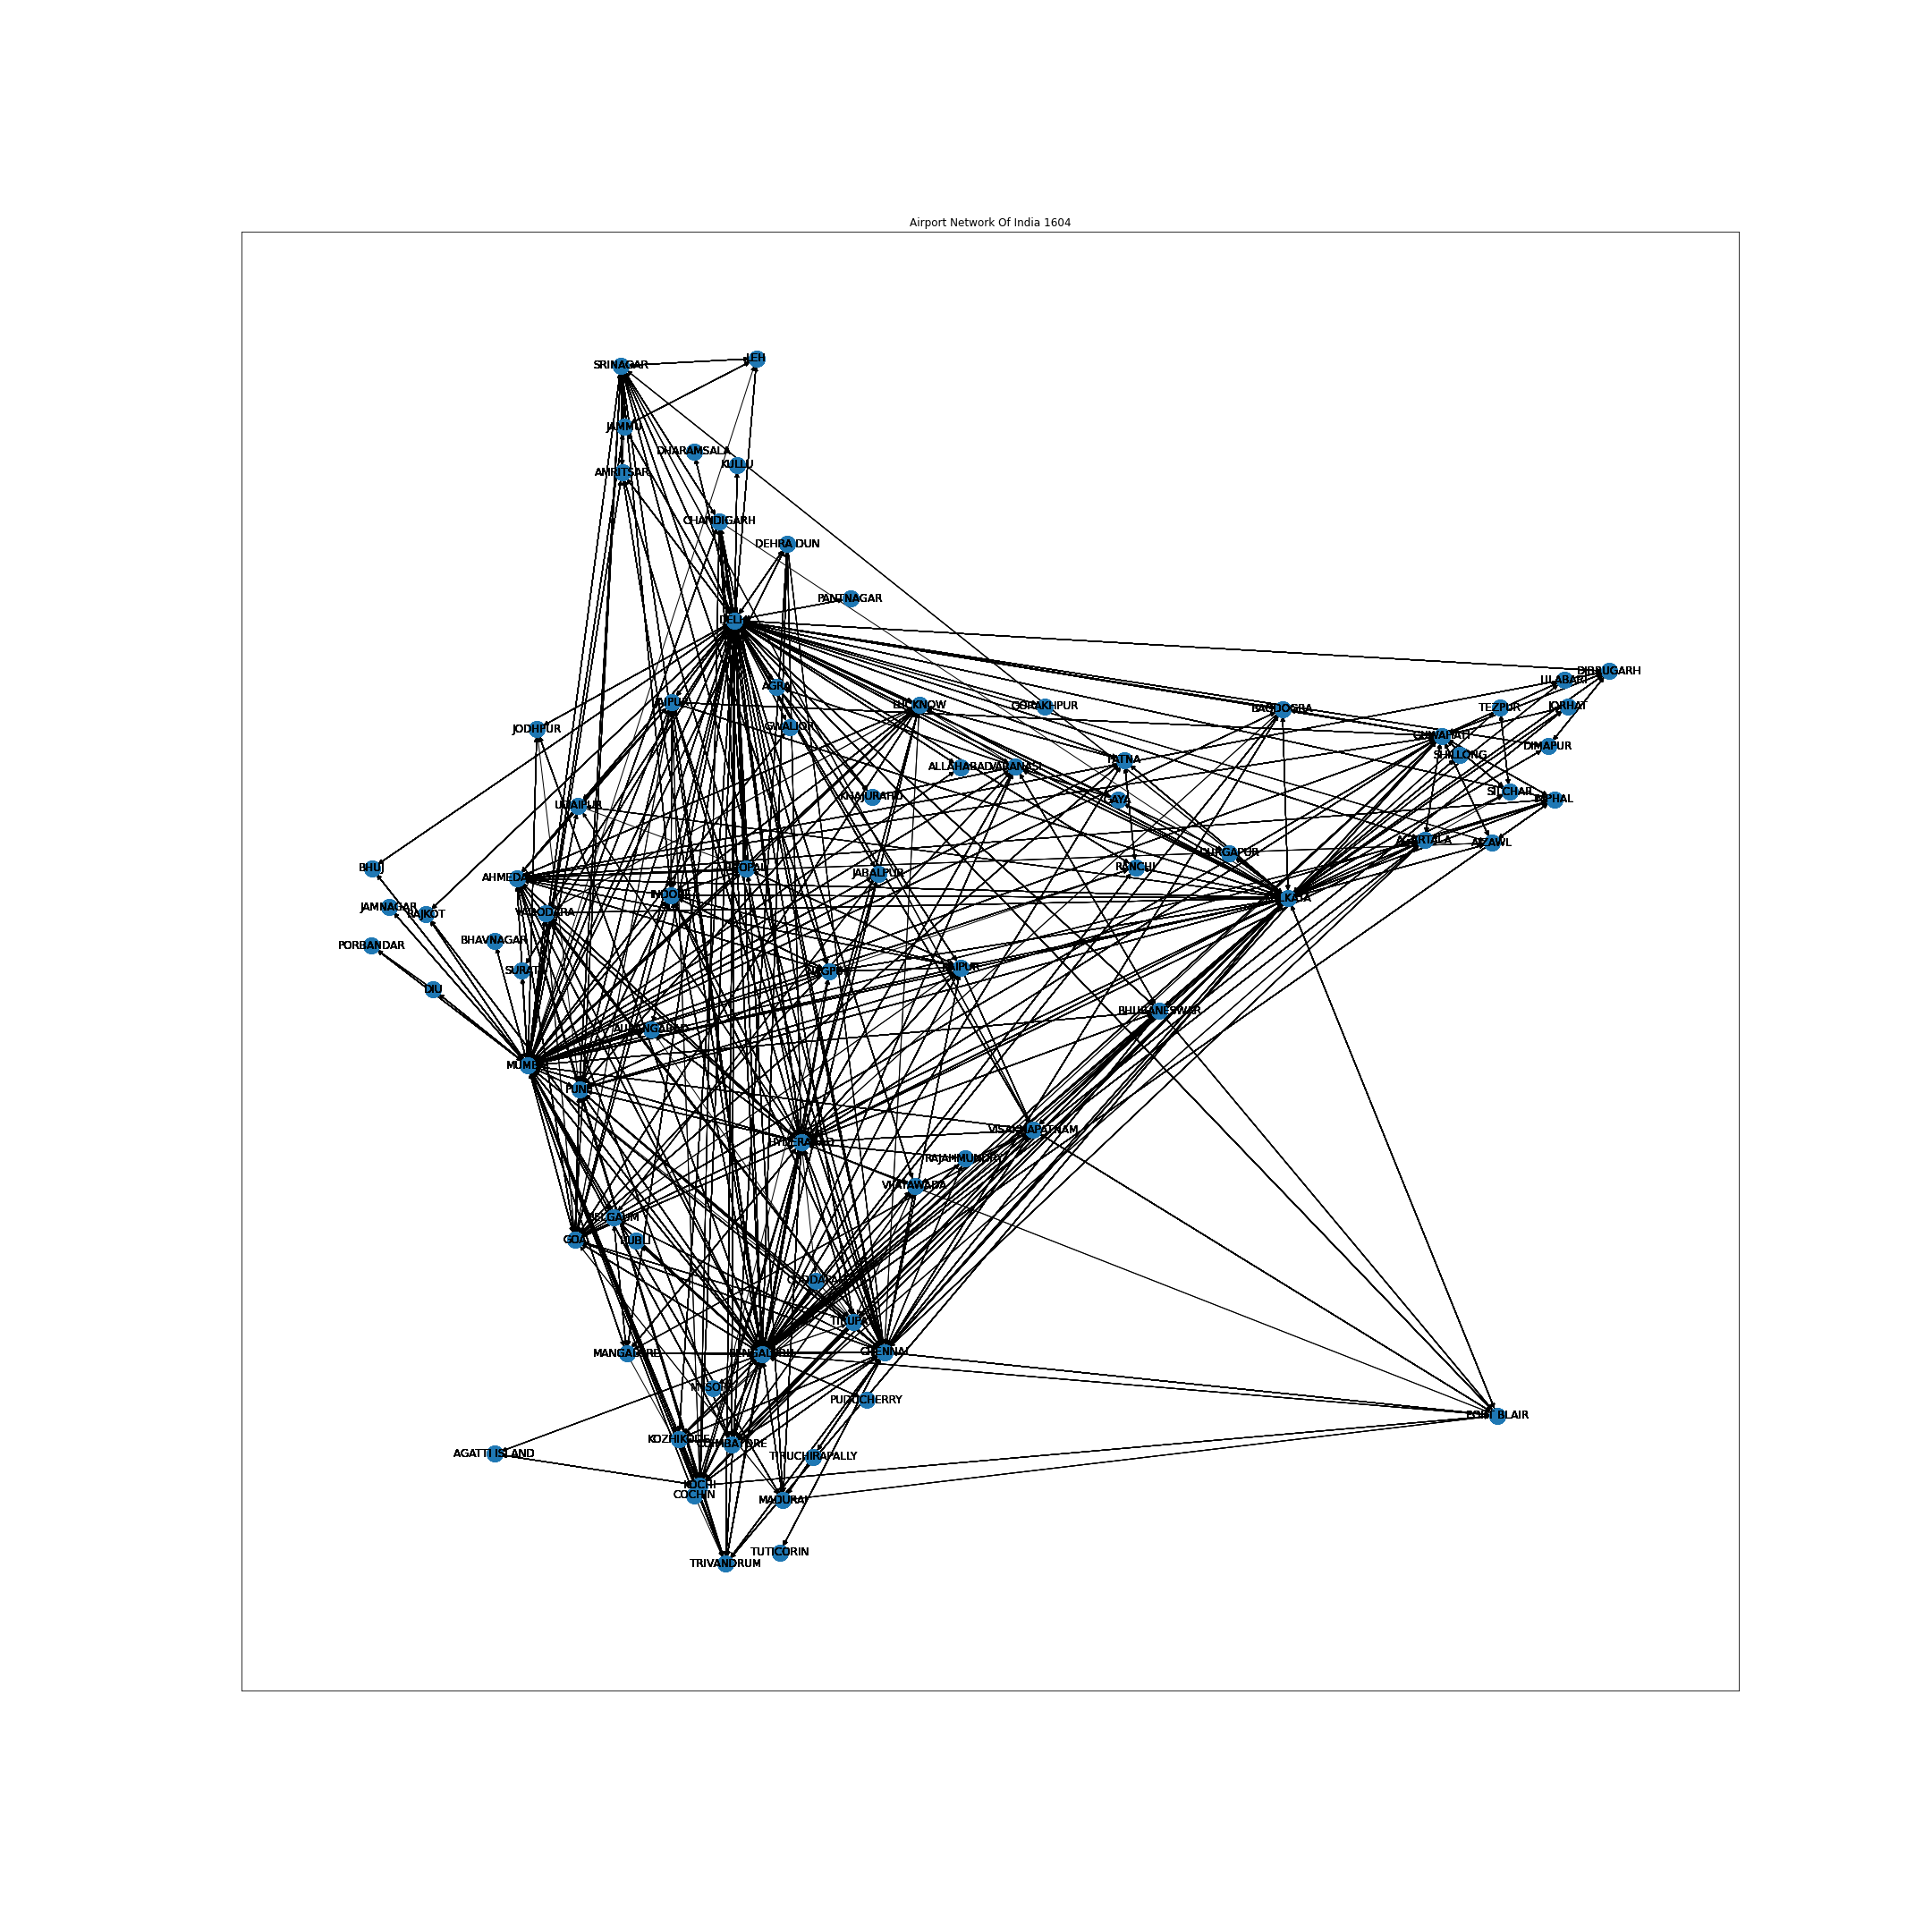 Airport Network Of India 1604
LEH
SRINAGAR
JAMMU
DHARAMSALA
KULLU
AMRITSAR
CHANDIGARH
DEHRA DUN
PANTNAGAR
DELHI
DIBRUGARH
LILABARI
AGRA
JAIPUR
LUCKNOW
GORAKHPUR
BAGDOGRA
TEZPUR
JORHAT
GWALIOR
JODHPUR
GUWAHATI
DIMAPUR
SHILLONG
PATNA
ALLAHABAD
VARANASI
SILCHAR
KHAJURAHO
GAYA
IMPHAL
UDAIPUR
AGARTALA
AIZAWL
DURGAPUR
BHUJ
BHOPAL
RANCHI
JABALPUR
AHMEDABAD
INDORE
KOLKATA
JAMNAGAR
RAJKOT
VADODARA
BHAVNAGAR
PORBANDAR
SURAT
NAGPUR
RAIPUR
DIU
BHUBANESWAR
AURANGABAD
MUMBAI
PUNE
VISAKHAPATNAM
HYDERABAD
RAJAHMUNDRY
VIJAYAWADA
BELGAUM
GOA
HUBLI
CUDDAPAH
TIRUPATI
MANGALORE
BENGALURU
CHENNAI
MYSORE
PUDUCHERRY
PORT BLAIR
KOZHIKODE
COIMBATORE
AGATTI ISLAND
TIRUCHIRAPALLY
KOCHI
COCHIN
MADURAI
TUTICORIN
TRIVANDRUM